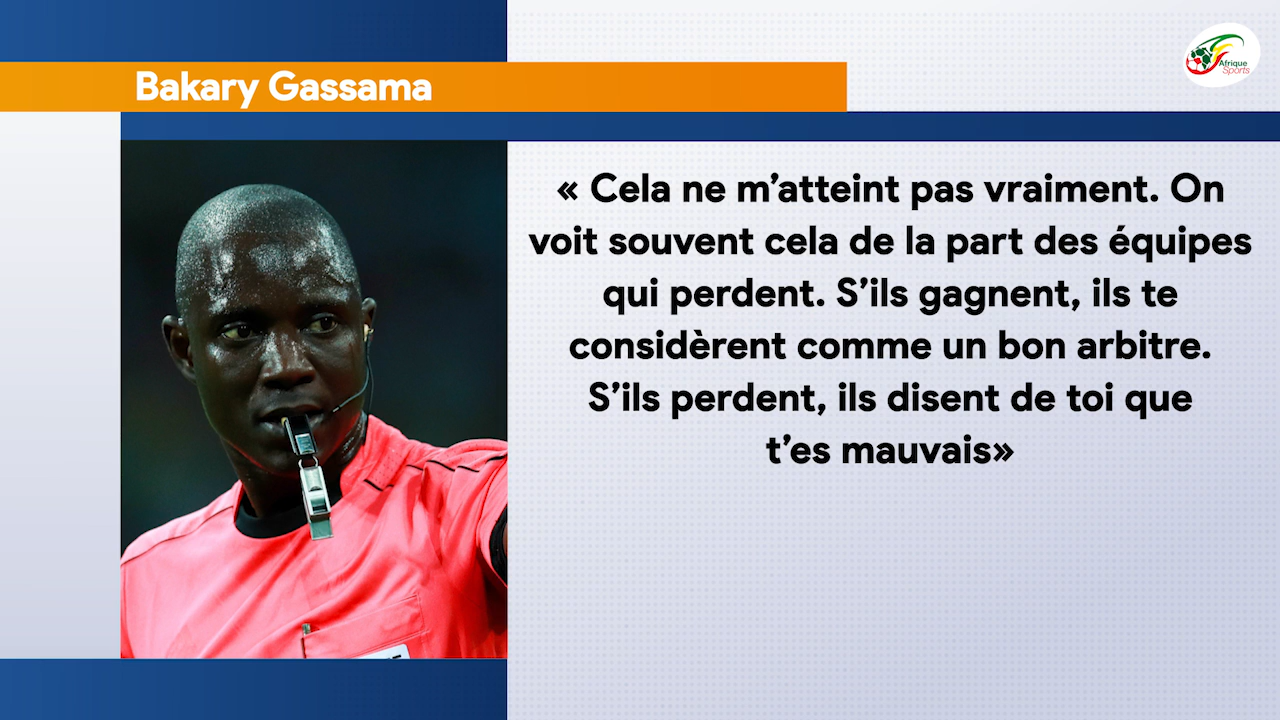 Bakary Gassama
Afrique
Sports
« Cela ne m’atteint pas vraiment. On
voit souvent cela de la part des équipes
qui perdent. S’ils gagnent, ils te
considèrent comme un bon arbitre.
S’ils perdent, ils disent de toi que
t’es mauvais»